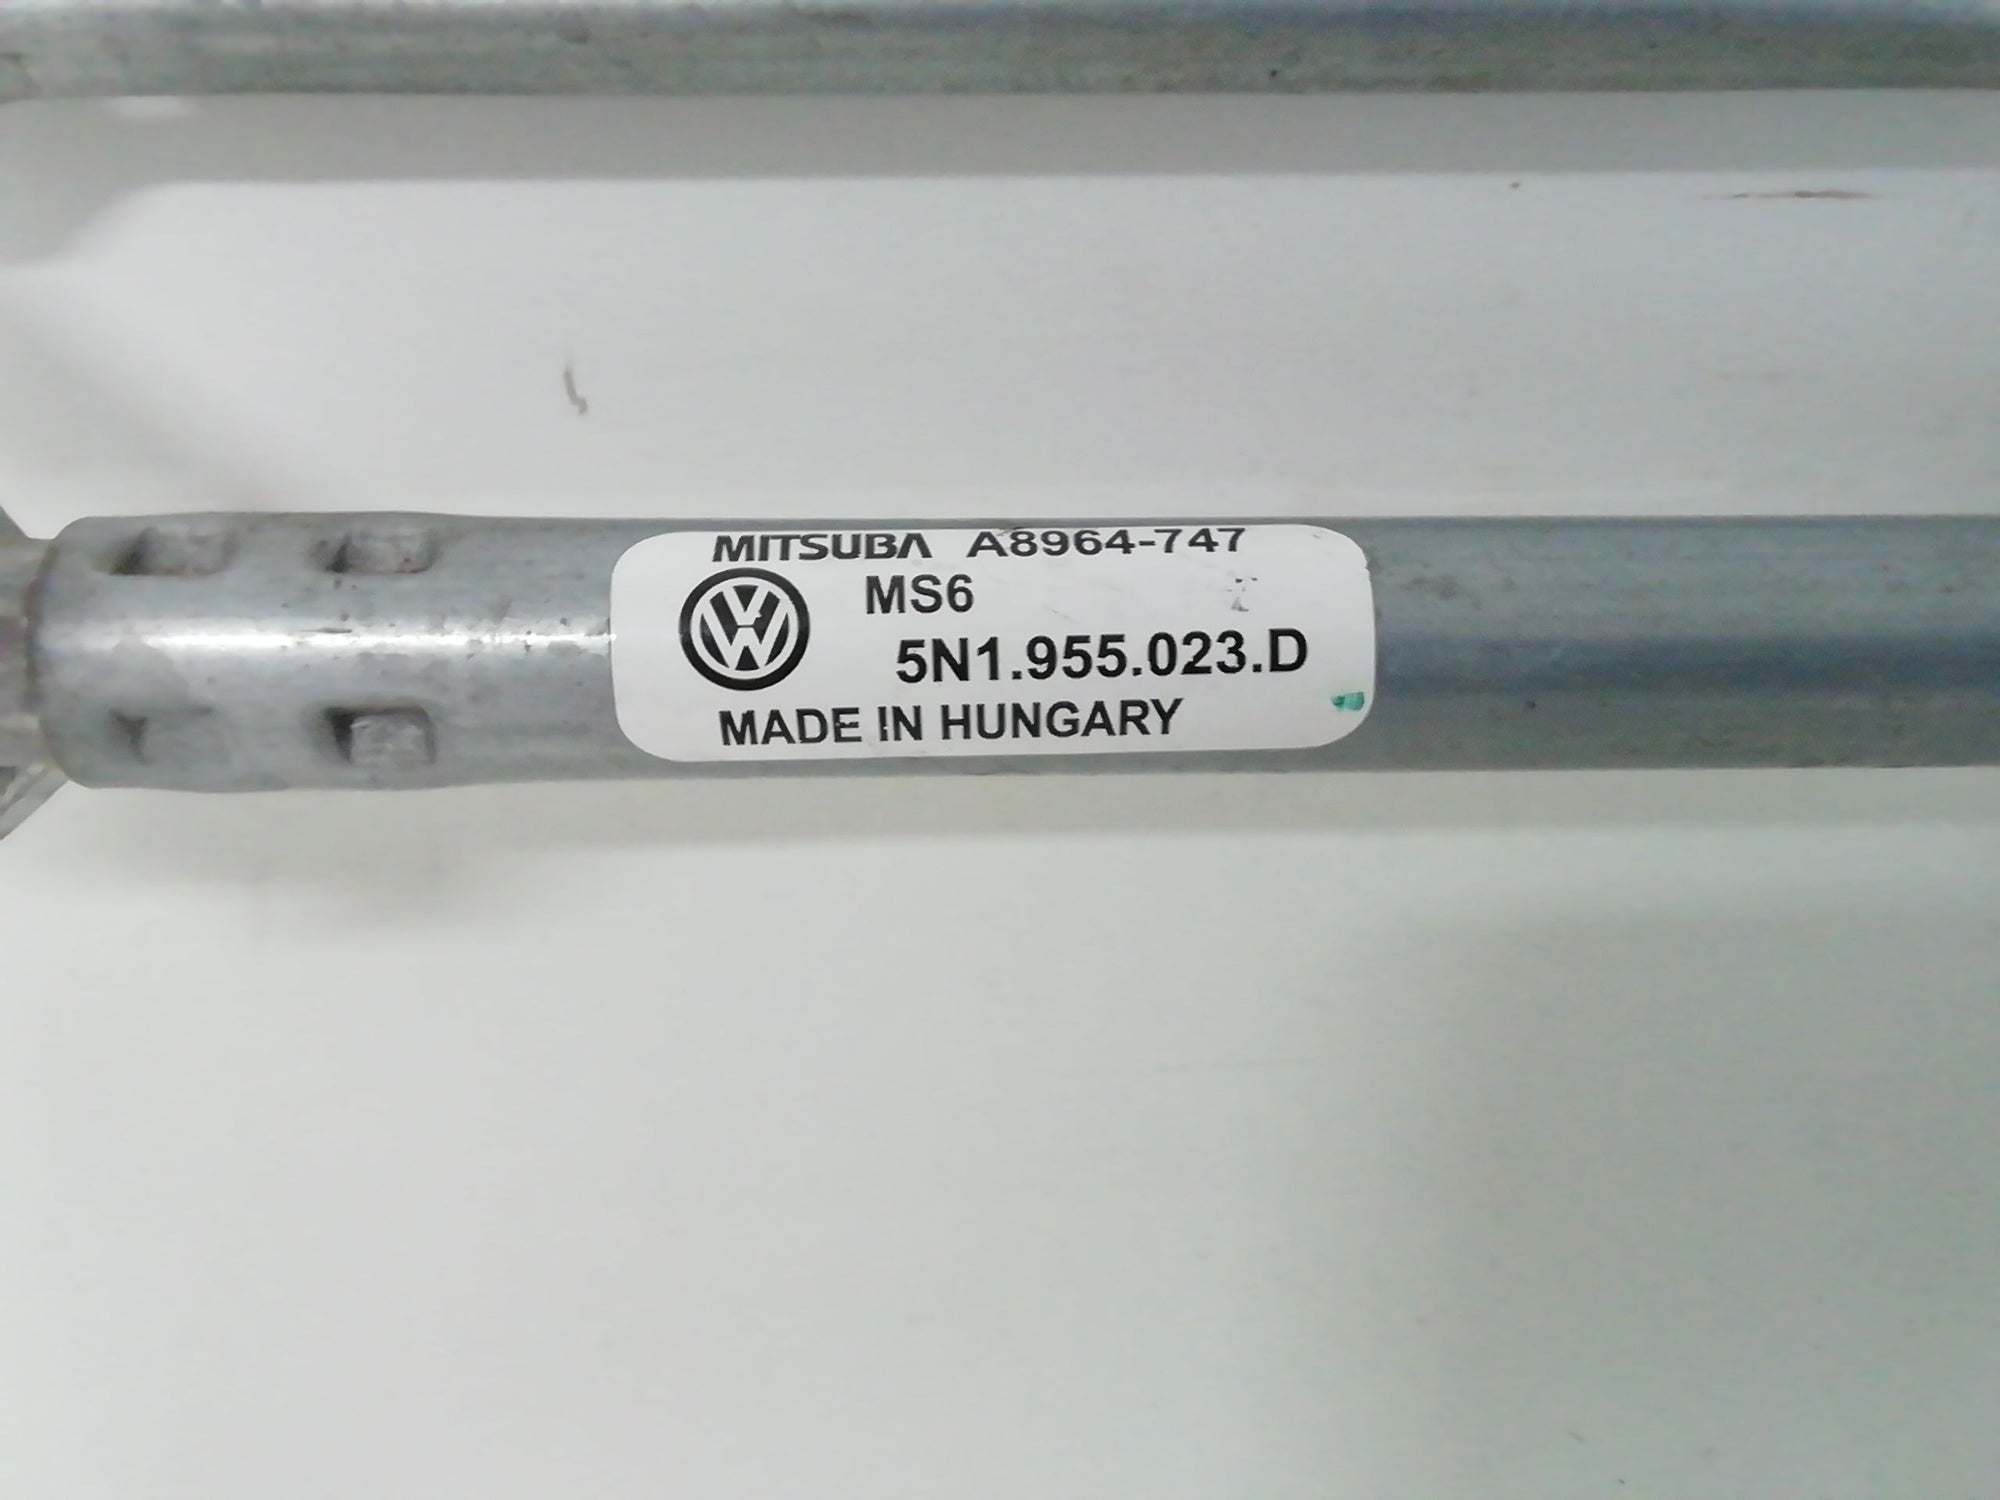 MITSUBA A8964-747
MS6
5N1.955.023.D
MADE IN HUNGARY